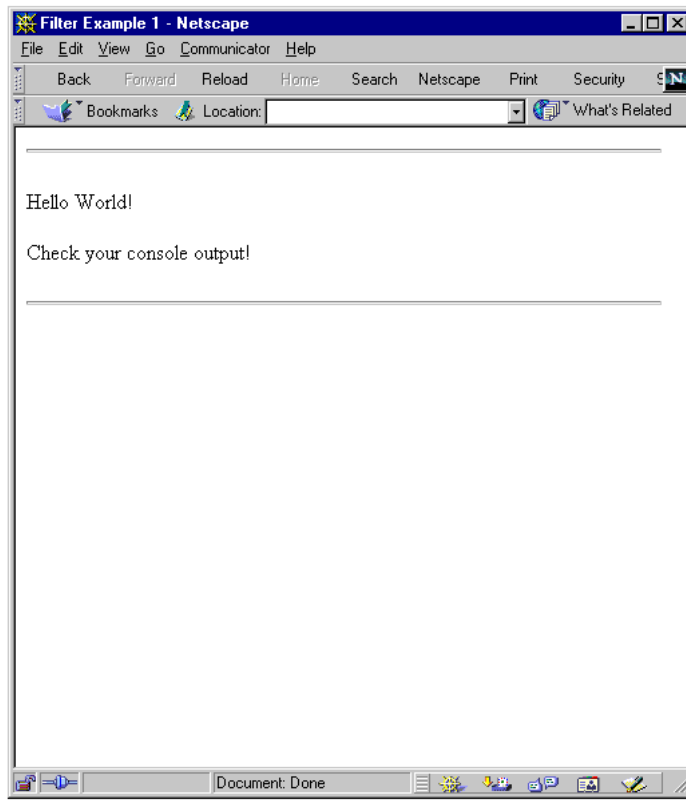 Filter Example 1 - Netscape
File Edit View Go Communicator Help
Back Forward Reload Home Search Netscape Print Security S N
Bookmarks Location: What's Related
Hello World!
Check your console output!
Document: Done